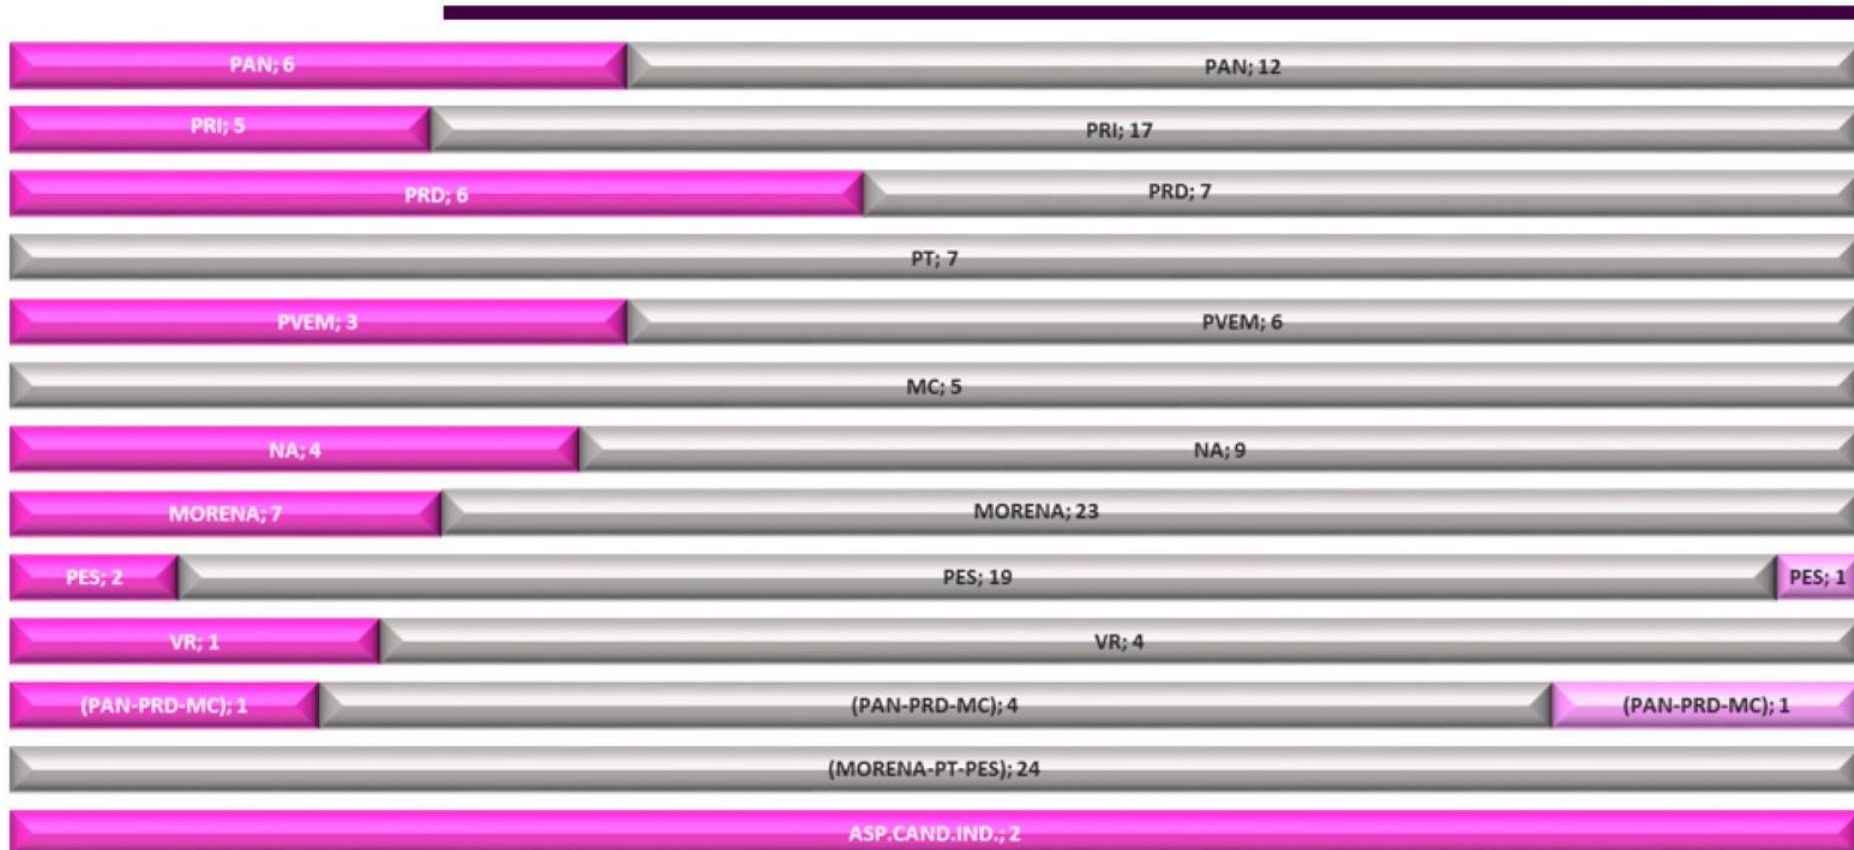 PAN; 6 PAN; 12
PRI; 5 PRI; 17
PRD; 6 PRD; 7
PT; 7
PVEM; 3 PVEM; 6
MC; 5
NA; 4 NA; 9
MORENA; 7 MORENA; 23
PES; 2 PES; 19 PES; 1
VR; 1 VR; 4
(PAN-PRD-MC); 1 (PAN-PRD-MC); 4 (PAN-PRD-MC); 1
(MORENA-PT-PES); 24
ASP.CAND.IND.; 2